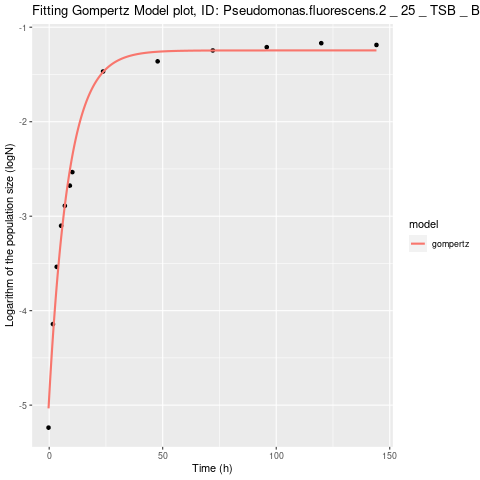 Fitting Gompertz Model plot, ID: Pseudomonas.fluorescens.2 _ 25 _ TSB _ B
-1
-2
-3
-4
-5
Logarithm of the population size (logN)
0
50
100
150
Time (h)
model
gompertz